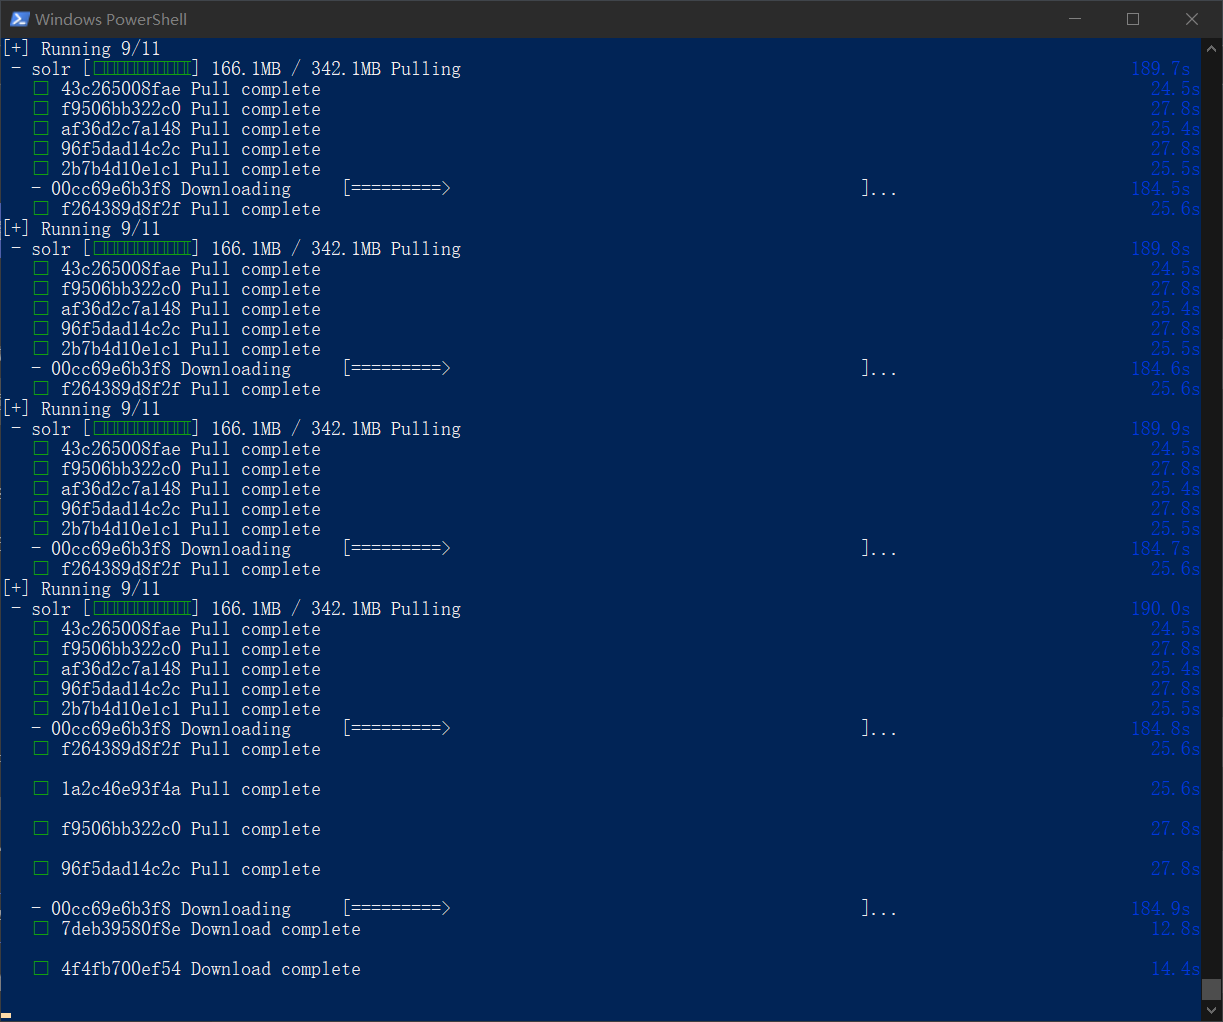 Windows PowerShell
[+] Running 9/11
- solr [□□□□□□□□□□] 166.1MB / 342.1MB Pulling 189.7s
□ 43c265008fae Pull complete 24.5s
□ f9506bb322c0 Pull complete 27.8s
□ af36d2c7a148 Pull complete 25.4s
□ 96f5dad14c2c Pull complete 27.8s
□ 2b7b4d10e1c1 Pull complete 25.5s
- 00cc69e6b3f8 Downloading [=========> ]... 184.5s
□ f264389d8f2f Pull complete 25.6s
[+] Running 9/11
- solr [□□□□□□□□□□] 166.1MB / 342.1MB Pulling 189.8s
□ 43c265008fae Pull complete 24.5s
□ f9506bb322c0 Pull complete 27.8s
□ af36d2c7a148 Pull complete 25.4s
□ 96f5dad14c2c Pull complete 27.8s
□ 2b7b4d10e1c1 Pull complete 25.5s
- 00cc69e6b3f8 Downloading [=========> ]... 184.6s
□ f264389d8f2f Pull complete 25.6s
[+] Running 9/11
- solr [□□□□□□□□□□] 166.1MB / 342.1MB Pulling 189.9s
□ 43c265008fae Pull complete 24.5s
□ f9506bb322c0 Pull complete 27.8s
□ af36d2c7a148 Pull complete 25.4s
□ 96f5dad14c2c Pull complete 27.8s
□ 2b7b4d10e1c1 Pull complete 25.5s
- 00cc69e6b3f8 Downloading [=========> ]... 184.7s
□ f264389d8f2f Pull complete 25.6s
[+] Running 9/11
- solr [□□□□□□□□□□] 166.1MB / 342.1MB Pulling 190.0s
□ 43c265008fae Pull complete 24.5s
□ f9506bb322c0 Pull complete 27.8s
□ af36d2c7a148 Pull complete 25.4s
□ 96f5dad14c2c Pull complete 27.8s
□ 2b7b4d10e1c1 Pull complete 25.5s
- 00cc69e6b3f8 Downloading [=========> ]... 184.8s
□ f264389d8f2f Pull complete 25.6s
□ 1a2c46e93f4a Pull complete 25.6s
□ f9506bb322c0 Pull complete 27.8s
□ 96f5dad14c2c Pull complete 27.8s
- 00cc69e6b3f8 Downloading [=========> ]... 184.9s
□ 7deb39580f8e Download complete 12.8s
□ 4f4fb700ef54 Download complete 14.4s